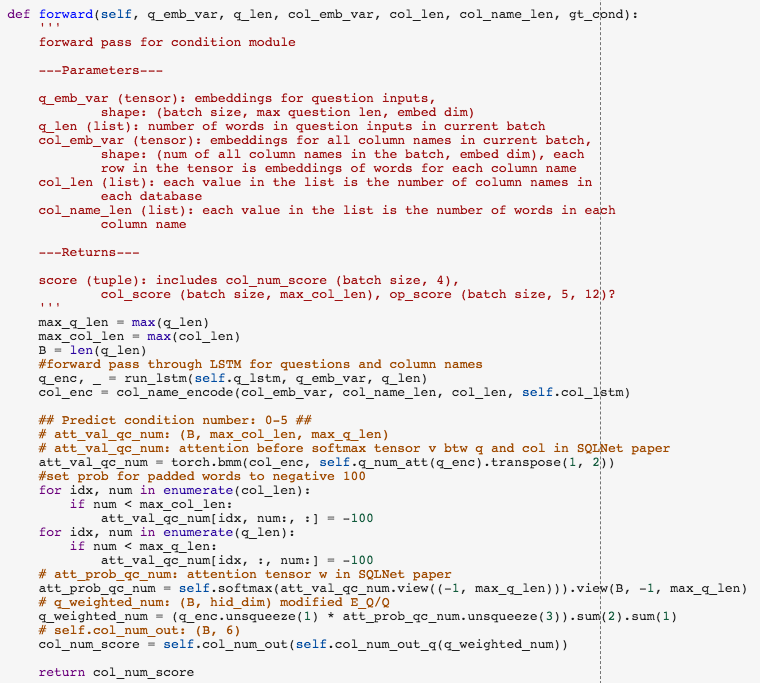 def forward(self, q_emb_var, q_len, col_emb_var, col_len, col_name_len, gt_cond):
    '''
    forward pass for condition module

    ---Parameters---

    q_emb_var (tensor): embeddings for question inputs,
            shape: (batch size, max question len, embed dim)
    q_len (list): number of words in question inputs in current batch
    col_emb_var (tensor): embeddings for all column names in current batch,
            shape: (num of all column names in the batch, embed dim), each
            row in the tensor is embeddings of words for each column name
    col_len (list): each value in the list is the number of column names in
            each database
    col_name_len (list): each value in the list is the number of words in each
            column name

    ---Returns---

    score (tuple): includes col_num_score (batch size, 4),
            col_score (batch size, max_col_len), op_score (batch size, 5, 12)?
    '''
    max_q_len = max(q_len)
    max_col_len = max(col_len)
    B = len(q_len)
    #forward pass through LSTM for questions and column names
    q_enc, _ = run_lstm(self.q_lstm, q_emb_var, q_len)
    col_enc = col_name_encode(col_emb_var, col_name_len, col_len, self.col_lstm)

    ## Predict condition number: 0-5 ##
    # att_val_qc_num: (B, max_col_len, max_q_len)
    # att_val_qc_num: attention before softmax tensor v btw q and col in SQLNet paper
    att_val_qc_num = torch.bmm(col_enc, self.q_num_att(q_enc).transpose(1, 2))
    #set prob for padded words to negative 100
    for idx, num in enumerate(col_len):
        if num < max_col_len:
            att_val_qc_num[idx, num:, :] = -100
    for idx, num in enumerate(q_len):
        if num < max_q_len:
            att_val_qc_num[idx, :, num:] = -100
    # att_prob_qc_num: attention tensor w in SQLNet paper
    att_prob_qc_num = self.softmax(att_val_qc_num.view((-1, max_q_len))).view(B, -1, max_q_len)
    # q_weighted_num: (B, hid_dim) modified E_Q/Q
    q_weighted_num = (q_enc.unsqueeze(1) * att_prob_qc_num.unsqueeze(3)).sum(2).sum(1)
    # self.col_num_out: (B, 6)
    col_num_score = self.col_num_out(self.col_num_out_q(q_weighted_num))

    return col_num_score